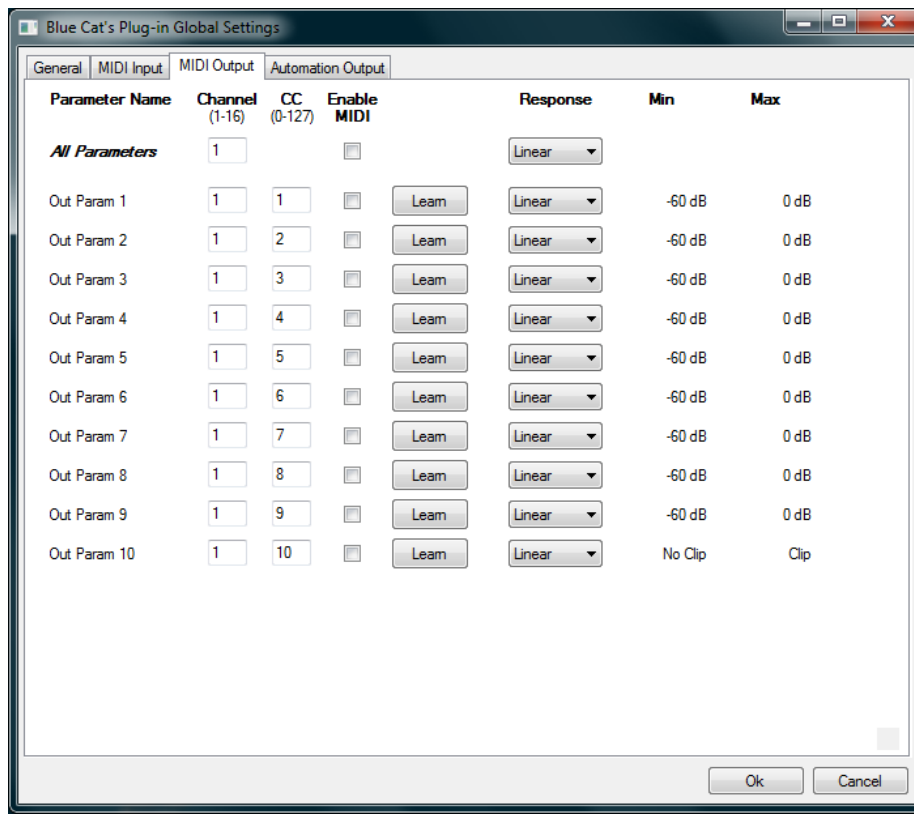 Blue Cat's Plug-in Global Settings
General MIDI Input MIDI Output Automation Output
Parameter Name Channel CC Enable Response Min Max
(1-16) (0-127) MIDI
All Parameters 1 Linear
Out Param 1 1 1 Learn Linear -60 dB 0 dB
Out Param 2 1 2 Learn Linear -60 dB 0 dB
Out Param 3 1 3 Learn Linear -60 dB 0 dB
Out Param 4 1 4 Learn Linear -60 dB 0 dB
Out Param 5 1 5 Learn Linear -60 dB 0 dB
Out Param 6 1 6 Learn Linear -60 dB 0 dB
Out Param 7 1 7 Learn Linear -60 dB 0 dB
Out Param 8 1 8 Learn Linear -60 dB 0 dB
Out Param 9 1 9 Learn Linear -60 dB 0 dB
Out Param 10 1 10 Learn Linear No Clip Clip
Ok Cancel